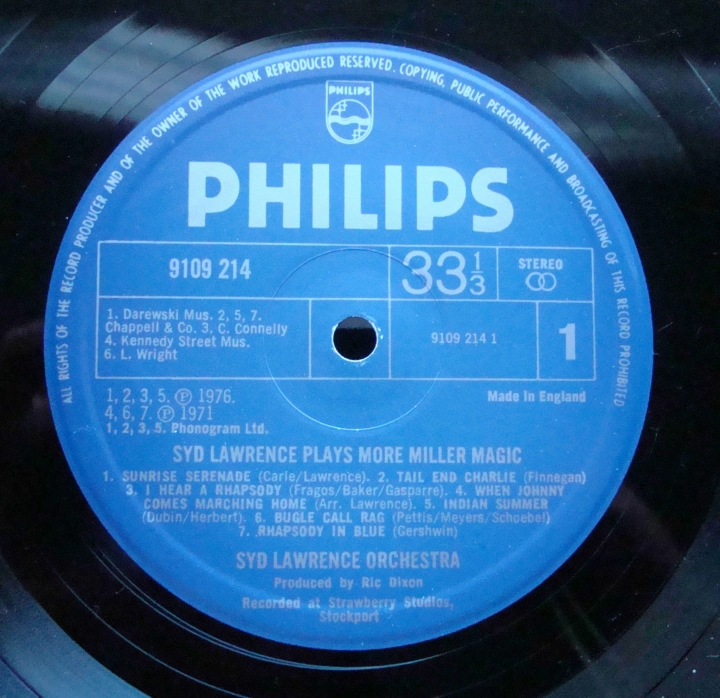 ALL RIGHTS OF THE RECORD PRODUCER AND OF THE OWNER OF THE WORK REPRODUCED RESERVED. COPYING, PUBLIC PERFORMANCE AND BROADCASTING OF THIS RECORD PROHIBITED
PHILIPS
PHILIPS
9109 214
33 1/3
STEREO
1. Darewski Mus. 2, 5, 7.
Chappell & Co. 3. C. Connelly
4. Kennedy Street Mus.
6. L. Wright
9109 214 1
1
1, 2, 3, 5. Ⓟ 1976.
4, 6, 7. Ⓟ 1971
1, 2, 3, 5. Phonogram Ltd.
Made in England
SYD LAWRENCE PLAYS MORE MILLER MAGIC
1. SUNRISE SERENADE (Carle/Lawrence). 2. TAIL END CHARLIE (Finnegan)
3. I HEAR A RHAPSODY (Fragos/Baker/Gasparre). 4. WHEN JOHNNY
COMES MARCHING HOME (Arr. Lawrence). 5. INDIAN SUMMER
(Dubin/Herbert). 6. BUGLE CALL RAG (Pettis/Meyers/Schoebel)
7. RHAPSODY IN BLUE (Gershwin)
SYD LAWRENCE ORCHESTRA
Produced by Ric Dixon
Recorded at Strawberry Studios,
Stockport